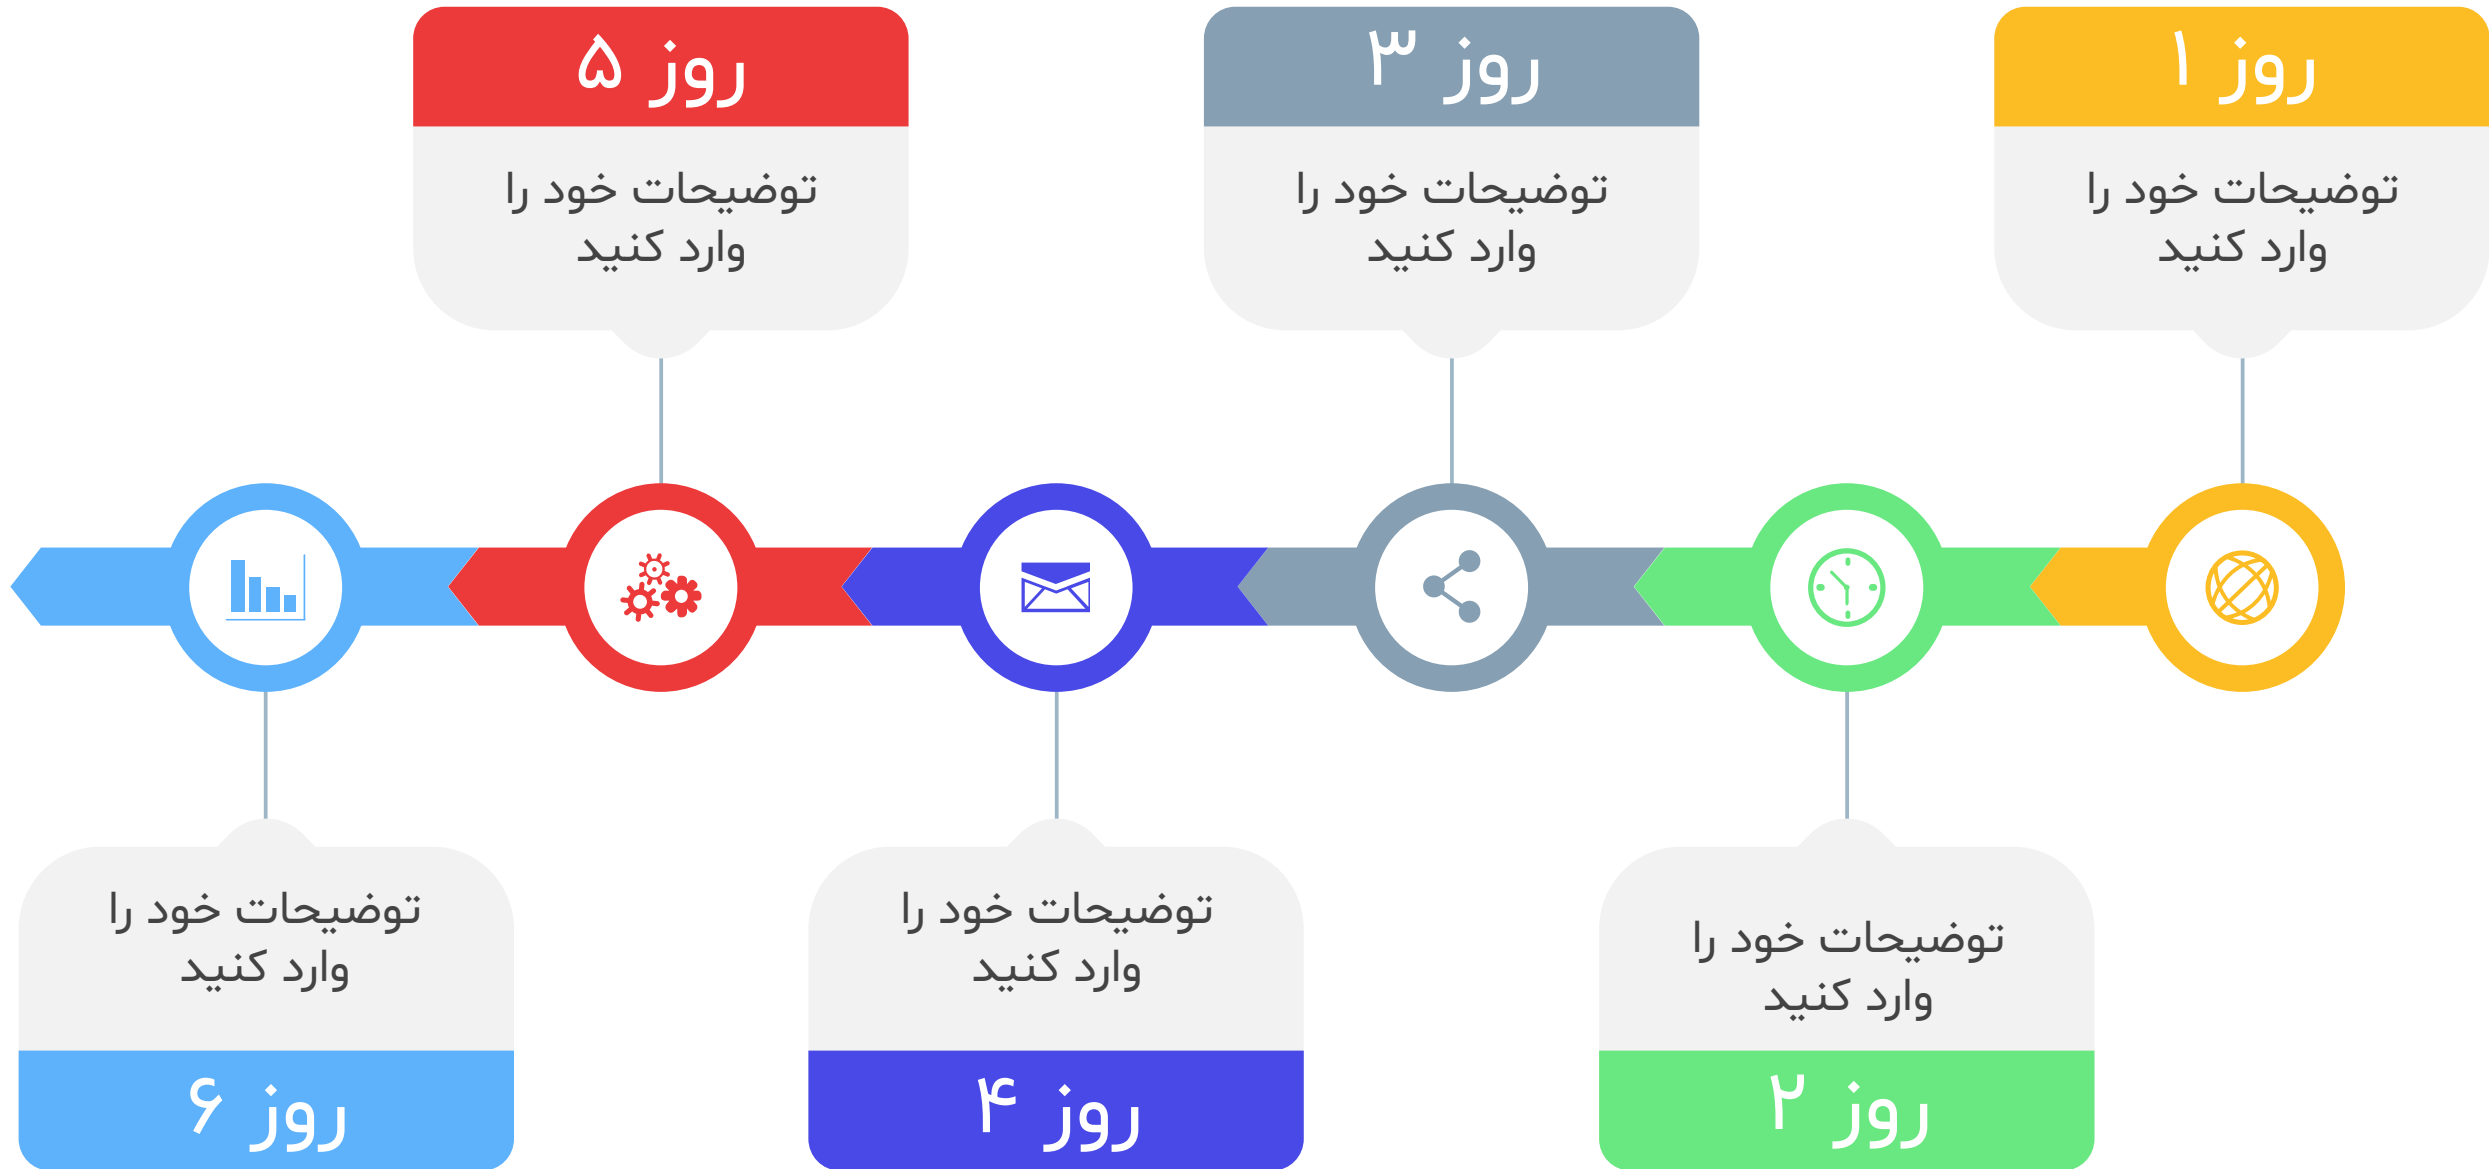 روز ۱
توضیحات خود را
وارد کنید
توضیحات خود را
وارد کنید
روز ۲
روز ۳
توضیحات خود را
وارد کنید
توضیحات خود را
وارد کنید
روز ۴
روز ۵
توضیحات خود را
وارد کنید
توضیحات خود را
وارد کنید
روز ۶